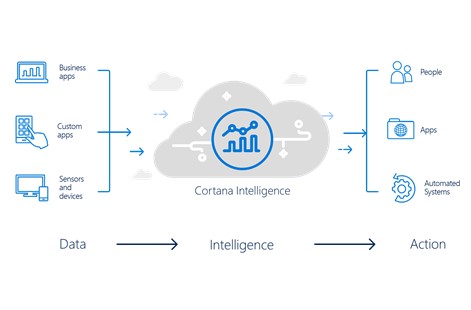 Business
apps
Custom
apps
Sensors and
devices
Cortana Intelligence
People
Apps
Automated
Systems
Data
Intelligence
Action